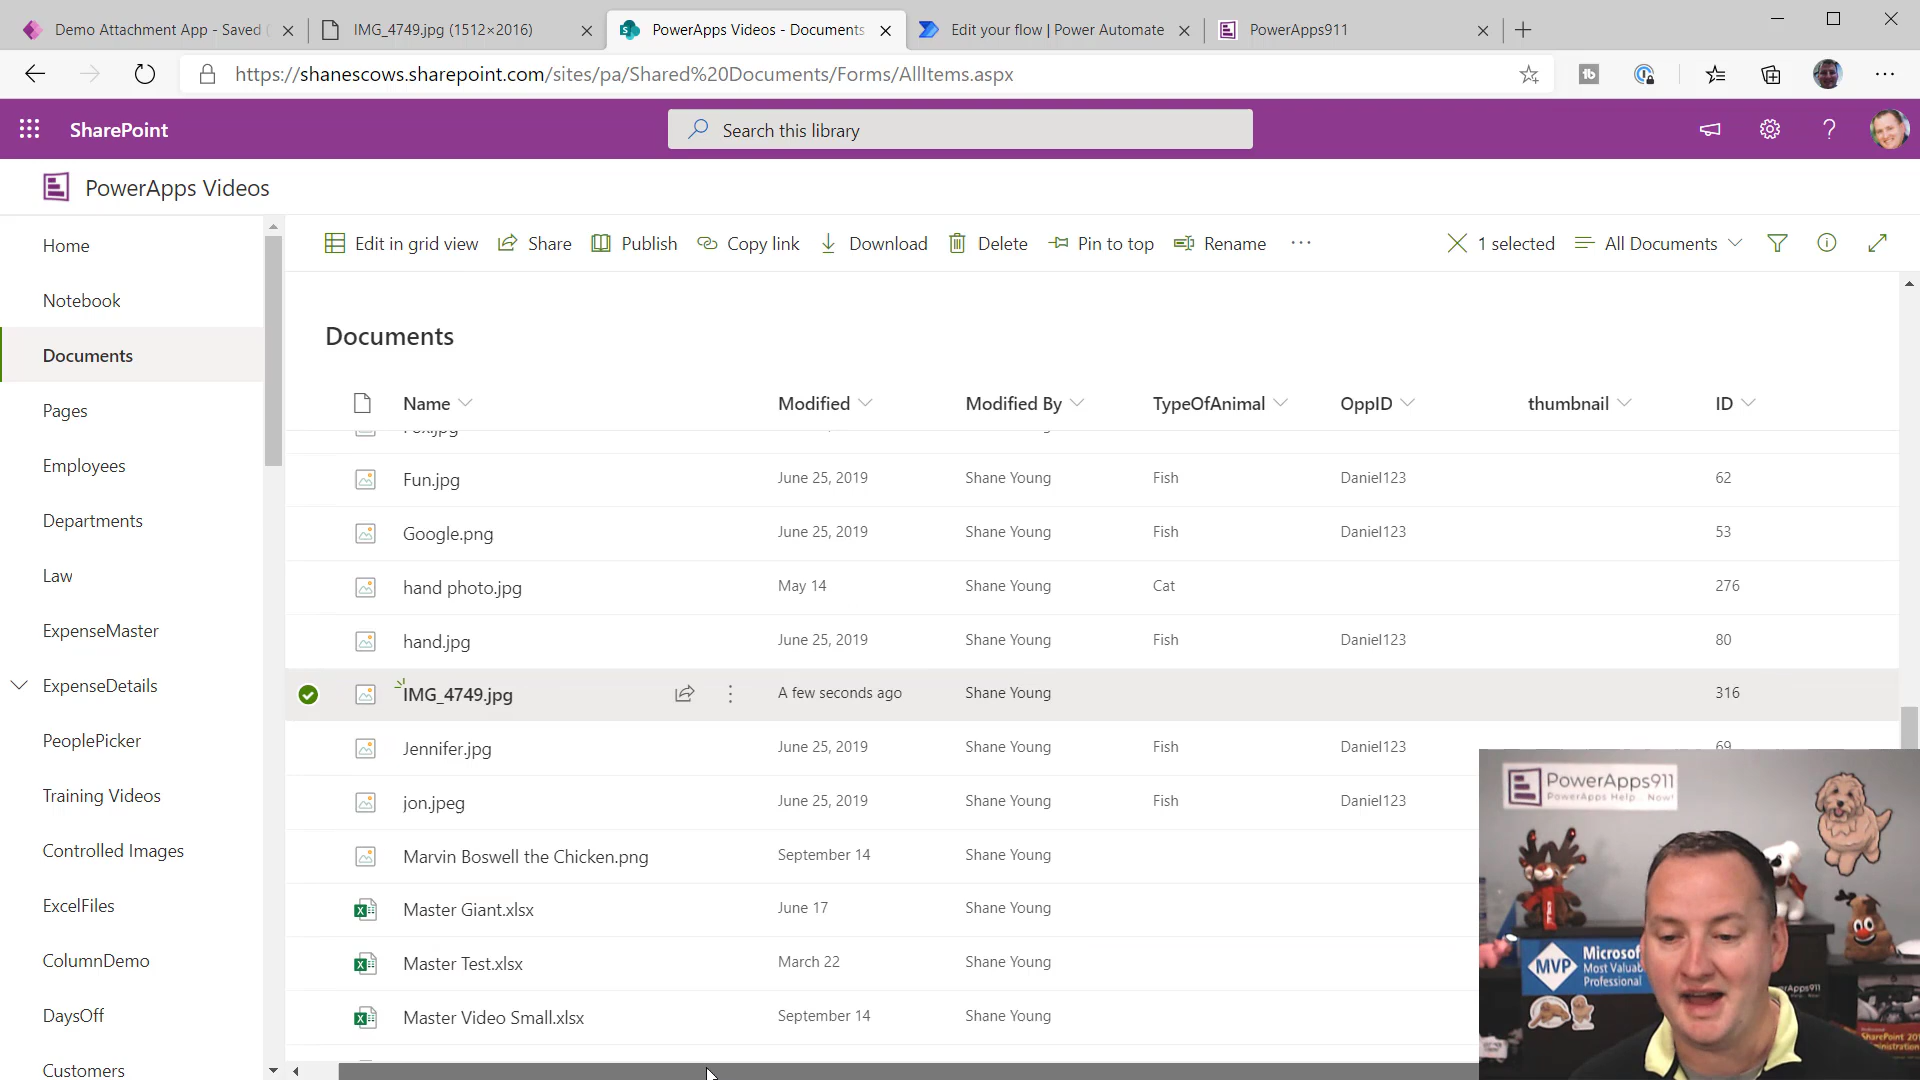 Demo Attachment App - Saved (
IMG_4749.jpg (1512×2016)
PowerApps Videos - Documents
Edit your flow | Power Automate
PowerApps911
https://shanescows.sharepoint.com/sites/pa/Shared%20Documents/Forms/AllItems.aspx
SharePoint
Search this library
PowerApps Videos
Home
Notebook
Documents
Pages
Employees
Departments
Law
ExpenseMaster
ExpenseDetails
PeoplePicker
Training Videos
Controlled Images
ExcelFiles
ColumnDemo
DaysOff
Customers
Edit in grid view
Share
Publish
Copy link
Download
Delete
Pin to top
Rename
1 selected
All Documents
Documents
Name Modified Modified By TypeOfAnimal OppID thumbnail ID
Fun.jpg June 25, 2019 Shane Young Fish Daniel123 62
Google.png June 25, 2019 Shane Young Fish Daniel123 53
hand photo.jpg May 14 Shane Young Cat 276
hand.jpg June 25, 2019 Shane Young Fish Daniel123 80
IMG_4749.jpg A few seconds ago Shane Young 316
Jennifer.jpg June 25, 2019 Shane Young Fish Daniel123 69
jon.jpeg June 25, 2019 Shane Young Fish Daniel123
Marvin Boswell the Chicken.png September 14 Shane Young
Master Giant.xlsx June 17 Shane Young
Master Test.xlsx March 22 Shane Young
Master Video Small.xlsx September 14 Shane Young
PowerApps911
PowerApps Help Now!
MVP
Microsof
Most Valuab
Professional